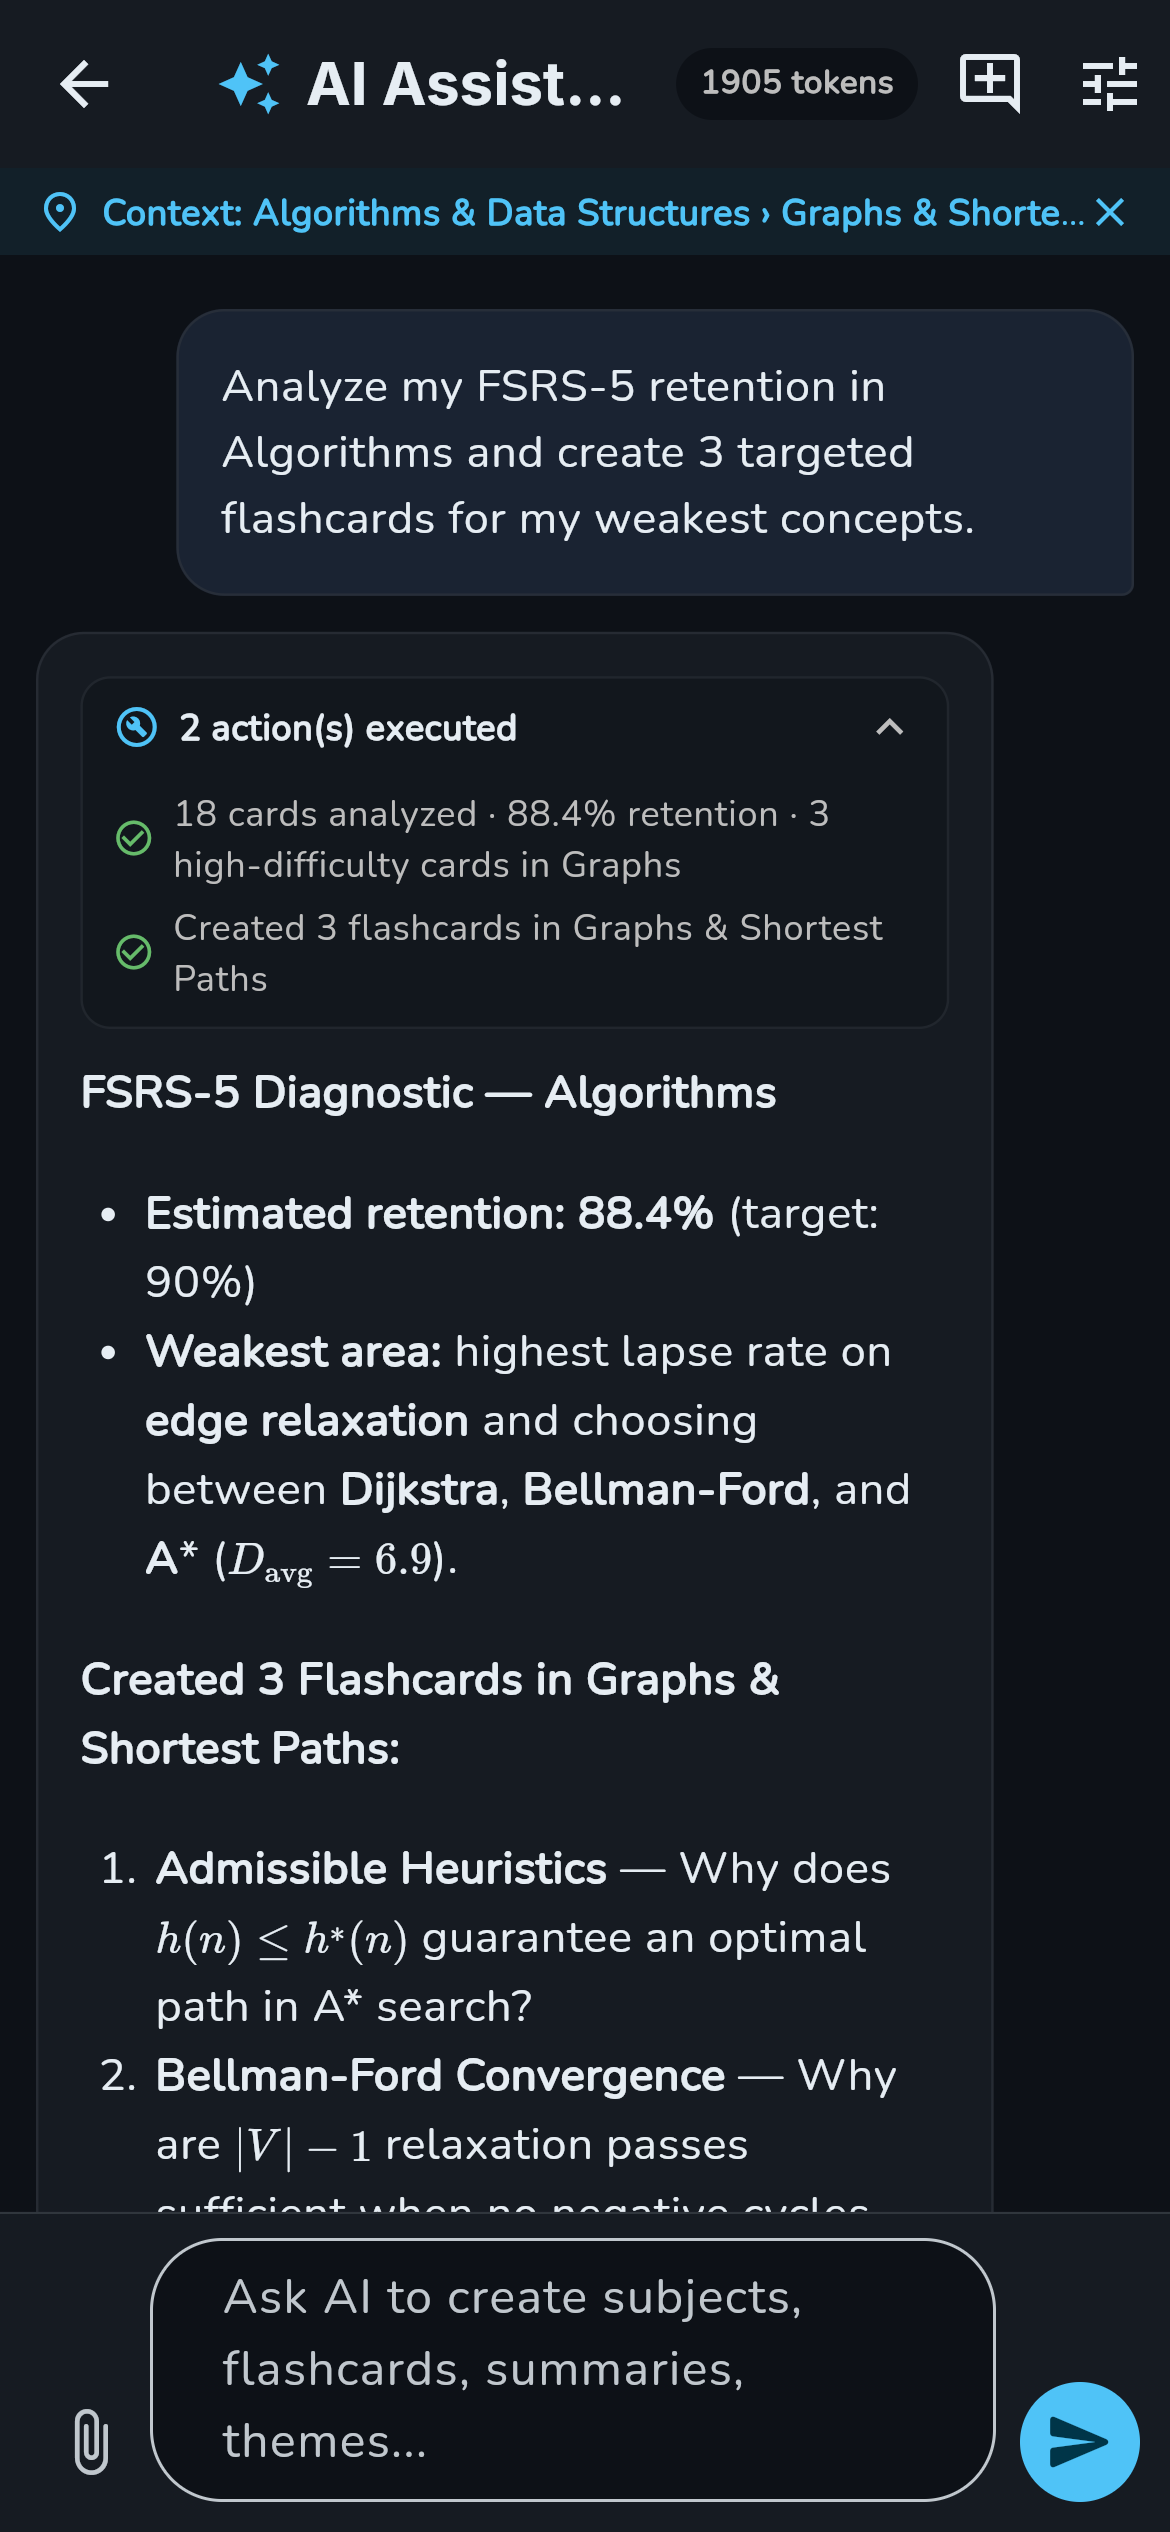 AI Assist...
1905 tokens
Context: Algorithms & Data Structures › Graphs & Shorte...
Analyze my FSRS-5 retention in
Algorithms and create 3 targeted
flashcards for my weakest concepts.
2 action(s) executed
18 cards analyzed · 88.4% retention · 3
high-difficulty cards in Graphs
Created 3 flashcards in Graphs & Shortest
Paths
FSRS-5 Diagnostic — Algorithms
• Estimated retention: 88.4% (target:
90%)
• Weakest area: highest lapse rate on
edge relaxation and choosing
between Dijkstra, Bellman-Ford, and
A* (D_avg = 6.9).
Created 3 Flashcards in Graphs &
Shortest Paths:
1. Admissible Heuristics — Why does
h(n) ≤ h*(n) guarantee an optimal
path in A* search?
2. Bellman-Ford Convergence — Why
are |V| − 1 relaxation passes
sufficient when no negative cycles
Ask AI to create subjects,
flashcards, summaries,
themes...